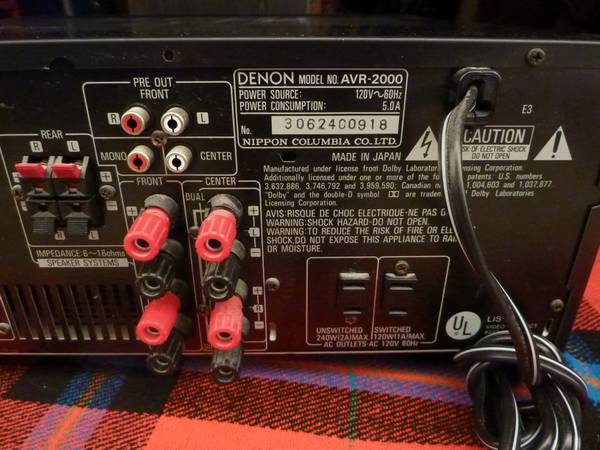 PRE OUT
FRONT
R L
MONO CENTER
REAR
R L
R L
IMPEDANCE 6~16ohms
SPEAKER SYSTEMS
FRONT
CENTER
DUAL
+
L
-
+
R
-
DENON MODEL NO. AVR-2000
POWER SOURCE: 120V~60Hz
POWER CONSUMPTION: 5.0A
No. 3062400918
NIPPON COLUMBIA CO.LTD.
MADE IN JAPAN
E3
CAUTION
RISK OF ELECTRIC SHOCK
DO NOT OPEN
Manufactured under license from Dolby Laboratories Licensing Corporation.
Additionally licensed under one or more of the patents: U.S. numbers
3,632,886, 3,746,792 and 3,959,590; Canadian 1,004,603 and 1,037,877.
"Dolby" and the double-D symbol are trademarks Dolby Laboratories
Licensing Corporation.
AVIS:RISQUE DE CHOC ELECTRIQUE-NE PAS
WARNING:SHOCK HAZARD-DO NOT OPEN.
WARNING:TO REDUCE THE RISK OF FIRE OR
SHOCK,DO NOT EXPOSE THIS APPLIANCE TO
OR MOISTURE.
UNSWITCHED SWITCHED
240W(2A)MAX 120W(1A)MAX
AC OUTLETS·AC 120V 60Hz
UL LIS
VIDEO